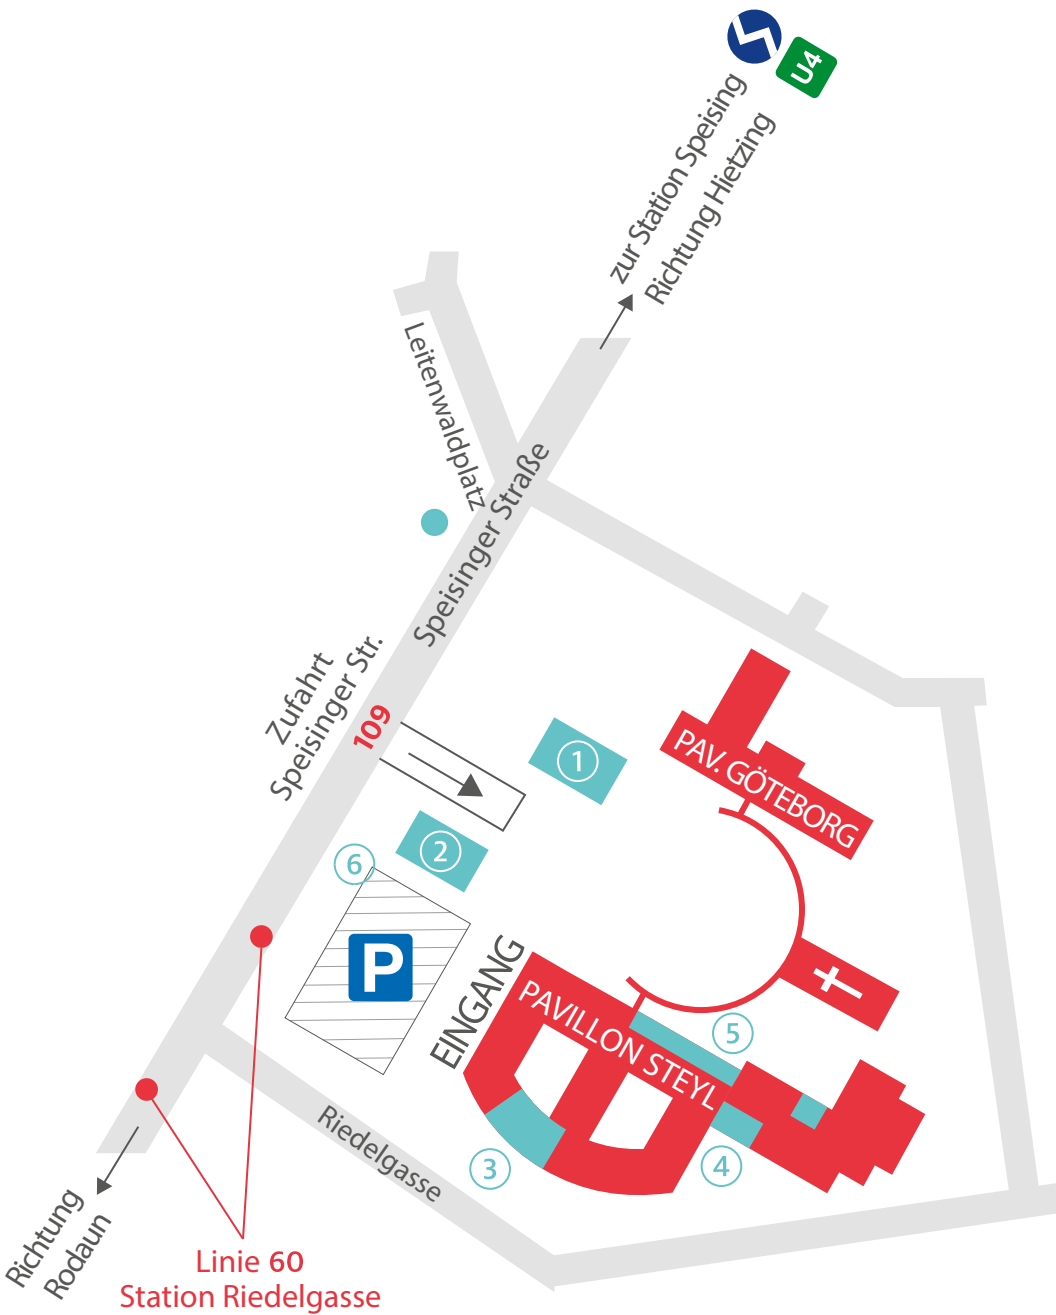 U4
zur Station Speising
Richtung Hietzing
Leitenwaldplatz
Speisinger Straße
Zufahrt
Speisinger Str.
109
1
PAV. GÖTEBORG
2
6
P
EINGANG
PAVILLON STEYL
5
4
3
Riedelgasse
Richtung
Rodaun
Linie 60
Station Riedelgasse